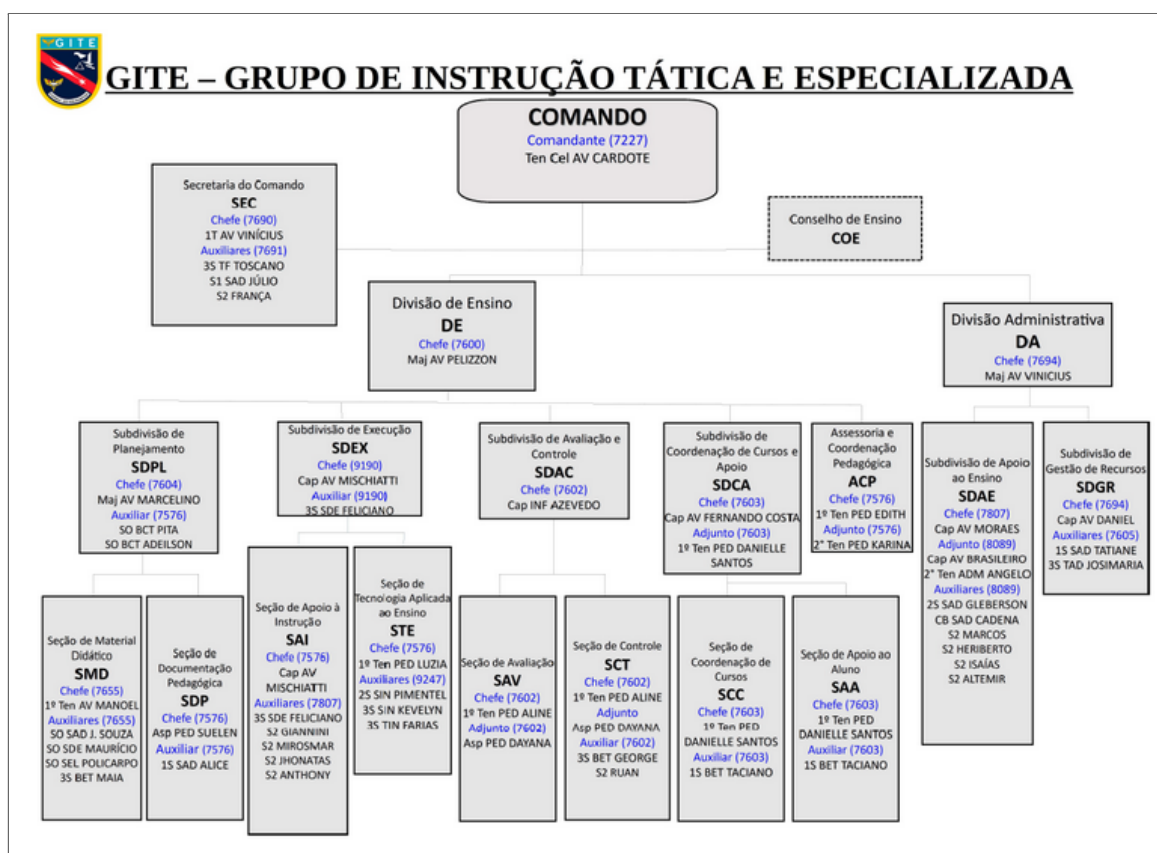 GITE
GITE – GRUPO DE INSTRUÇÃO TÁTICA E ESPECIALIZADA
COMANDO
Comandante (7227)
Ten Cel AV CARDOTE
Secretaria do Comando
SEC
Chefe (7690)
1T AV VINÍCIUS
Auxiliares (7691)
3S TF TOSCANO
S1 SAD JÚLIO
S2 FRANÇA
Conselho de Ensino
COE
Divisão de Ensino
DE
Chefe (7600)
Maj AV PELIZZON
Divisão Administrativa
DA
Chefe (7694)
Maj AV VINICIUS
Subdivisão de
Planejamento
SDPL
Chefe (7604)
Maj AV MARCELINO
Auxiliar (7576)
SO BCT PITA
SO BCT ADEILSON
Subdivisão de Execução
SDEX
Chefe (9190)
Cap AV MISCHIATTI
Auxiliar (9190)
3S SDE FELICIANO
Subdivisão de Avaliação e
Controle
SDAC
Chefe (7602)
Cap INF AZEVEDO
Subdivisão de
Coordenação de Cursos e
Apoio
SDCA
Chefe (7603)
Cap AV FERNANDO COSTA
Adjunto (7603)
1º Ten PED DANIELLE
SANTOS
Assessoria e
Coordenação
Pedagógica
ACP
Chefe (7576)
1º Ten PED EDITH
Adjunto (7576)
2° Ten PED KARINA
Subdivisão de Apoio
ao Ensino
SDAE
Chefe (7807)
Cap AV MORAES
Adjunto (8089)
Cap AV BRASILEIRO
2° Ten ADM ANGELO
Auxiliares (8089)
2S SAD GLEBERSON
CB SAD CADENA
S2 MARCOS
S2 HERIBERTO
S2 ISAÍAS
S2 ALTEMIR
Subdivisão de
Gestão de Recursos
SDGR
Chefe (7694)
Cap AV DANIEL
Auxiliares (7605)
1S SAD TATIANE
3S TAD JOSIMARIA
Seção de Material
Didático
SMD
Chefe (7655)
1º Ten AV MANOEL
Auxiliares (7655)
SO SAD J. SOUZA
SO SDE MAURÍCIO
SO SEL POLICARPO
3S BET MAIA
Seção de
Documentação
Pedagógica
SDP
Chefe (7576)
Asp PED SUELEN
Auxiliar (7576)
1S SAD ALICE
Seção de Apoio à
Instrução
SAI
Chefe (7576)
Cap AV
MISCHIATTI
Auxiliares (7807)
3S SDE FELICIANO
S2 GIANNINI
S2 MIROSMAR
S2 JHONATAS
S2 ANTHONY
Seção de
Tecnologia Aplicada
ao Ensino
STE
Chefe (7576)
1º Ten PED LUZIA
Auxiliares (9247)
2S SIN PIMENTEL
3S SIN KEVELYN
3S TIN FARIAS
Seção de Avaliação
SAV
Chefe (7602)
1º Ten PED ALINE
Adjunto (7602)
Asp PED DAYANA
Seção de Controle
SCT
Chefe (7602)
1º Ten PED ALINE
Adjunto
Asp PED DAYANA
Auxiliar (7602)
3S BET GEORGE
S2 RUAN
Seção de
Coordenação de
Cursos
SCC
Chefe (7603)
1º Ten PED
DANIELLE SANTOS
Auxiliar (7603)
1S BET TACIANO
Seção de Apoio ao
Aluno
SAA
Chefe (7603)
1º Ten PED
DANIELLE SANTOS
Auxiliar (7603)
1S BET TACIANO